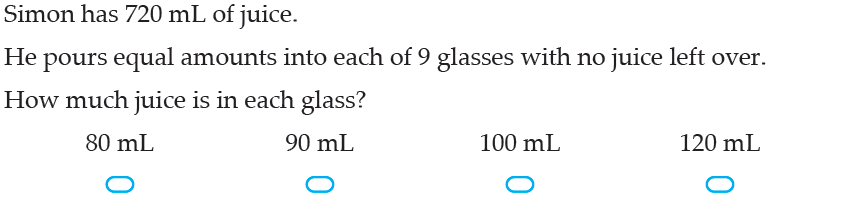 Simon has 720 mL of juice.
He pours equal amounts into each of 9 glasses with no juice left over.
How much juice is in each glass?
80 mL 90 mL 100 mL 120 mL